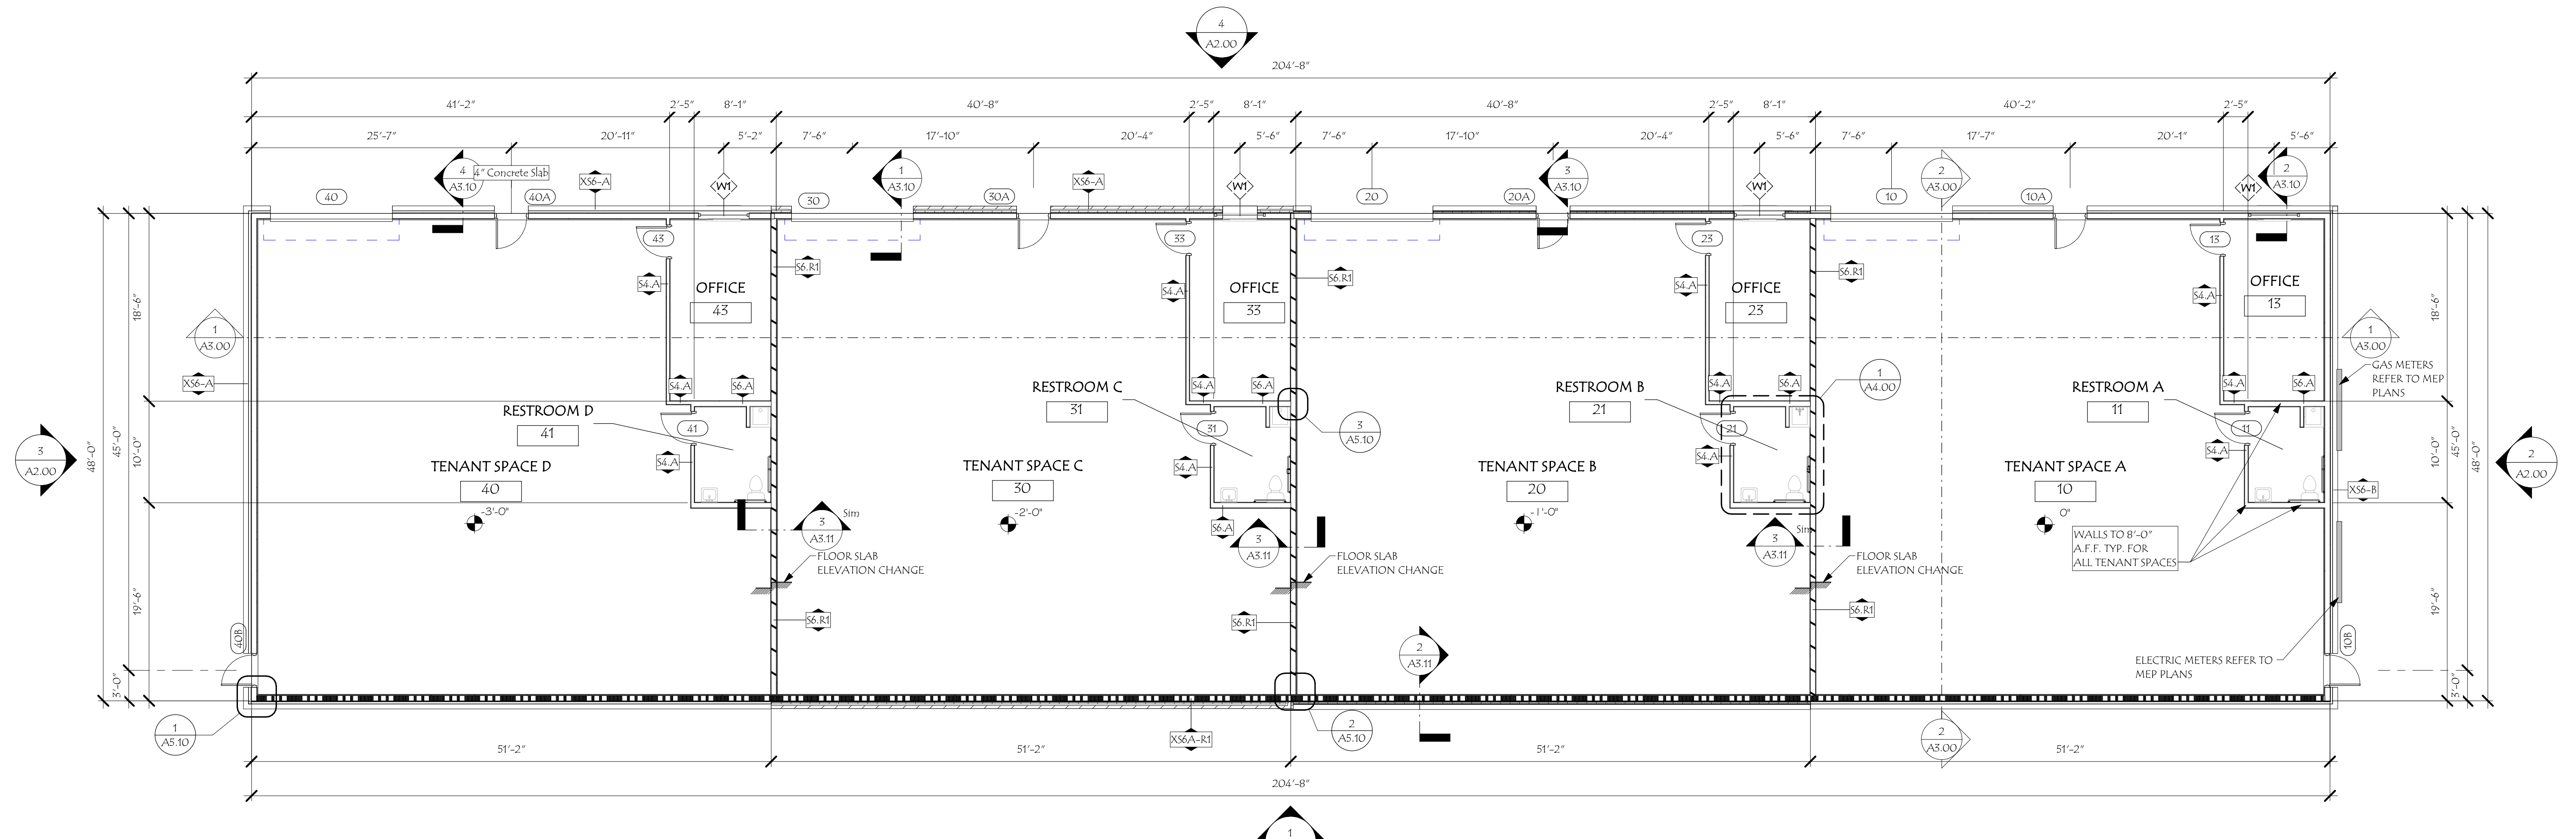 4
A2.00
204'-8"
41'-2"
2'-5"
8'-1"
40'-8"
2'-5"
8'-1"
40'-8"
2'-5"
8'-1"
40'-2"
2'-5"
25'-7"
20'-11"
5'-2"
7'-6"
17'-10"
20'-4"
5'-6"
7'-6"
17'-10"
20'-4"
5'-6"
7'-6"
17'-7"
20'-1"
5'-6"
4
A3.10
4" Concrete Slab
XS6-A
W1
1
A3.10
XS6-A
W1
3
A3.10
W1
2
A3.00
W1
2
A3.10
40
40A
30
30A
20
20A
10
10A
43
33
23
13
S6.R1
S6.R1
S6.R1
S4.A
S4.A
S4.A
S4.A
OFFICE
43
OFFICE
33
OFFICE
23
OFFICE
13
18'-6"
18'-6"
1
A3.00
1
A3.00
GAS METERS
REFER TO MEP
PLANS
XS6-A
S4.A
S6.A
S4.A
S6.A
S4.A
S6.A
1
A4.00
S4.A
S6.A
RESTROOM D
41
RESTROOM C
31
RESTROOM B
21
RESTROOM A
11
41
31
3
A5.10
21
11
3
A2.00
48'-0"
45'-0"
10'-0"
S4.A
S4.A
S4.A
S4.A
10'-0"
45'-0"
48'-0"
2
A2.00
TENANT SPACE D
40
-3'-0"
TENANT SPACE C
30
-2'-0"
TENANT SPACE B
20
-1'-0"
TENANT SPACE A
10
0"
XS6-B
3
A3.11
Sim
S6.A
3
A3.11
3
A3.11
Sim
WALLS TO 8'-0"
A.F.F. TYP. FOR
ALL TENANT SPACES
FLOOR SLAB
ELEVATION CHANGE
FLOOR SLAB
ELEVATION CHANGE
FLOOR SLAB
ELEVATION CHANGE
19'-6"
19'-6"
S6.R1
S6.R1
S6.R1
40B
10B
2
A3.11
ELECTRIC METERS REFER TO
MEP PLANS
3'-0"
3'-0"
1
A5.10
XS6A-R1
2
A5.10
2
A3.00
51'-2"
51'-2"
51'-2"
51'-2"
204'-8"
1